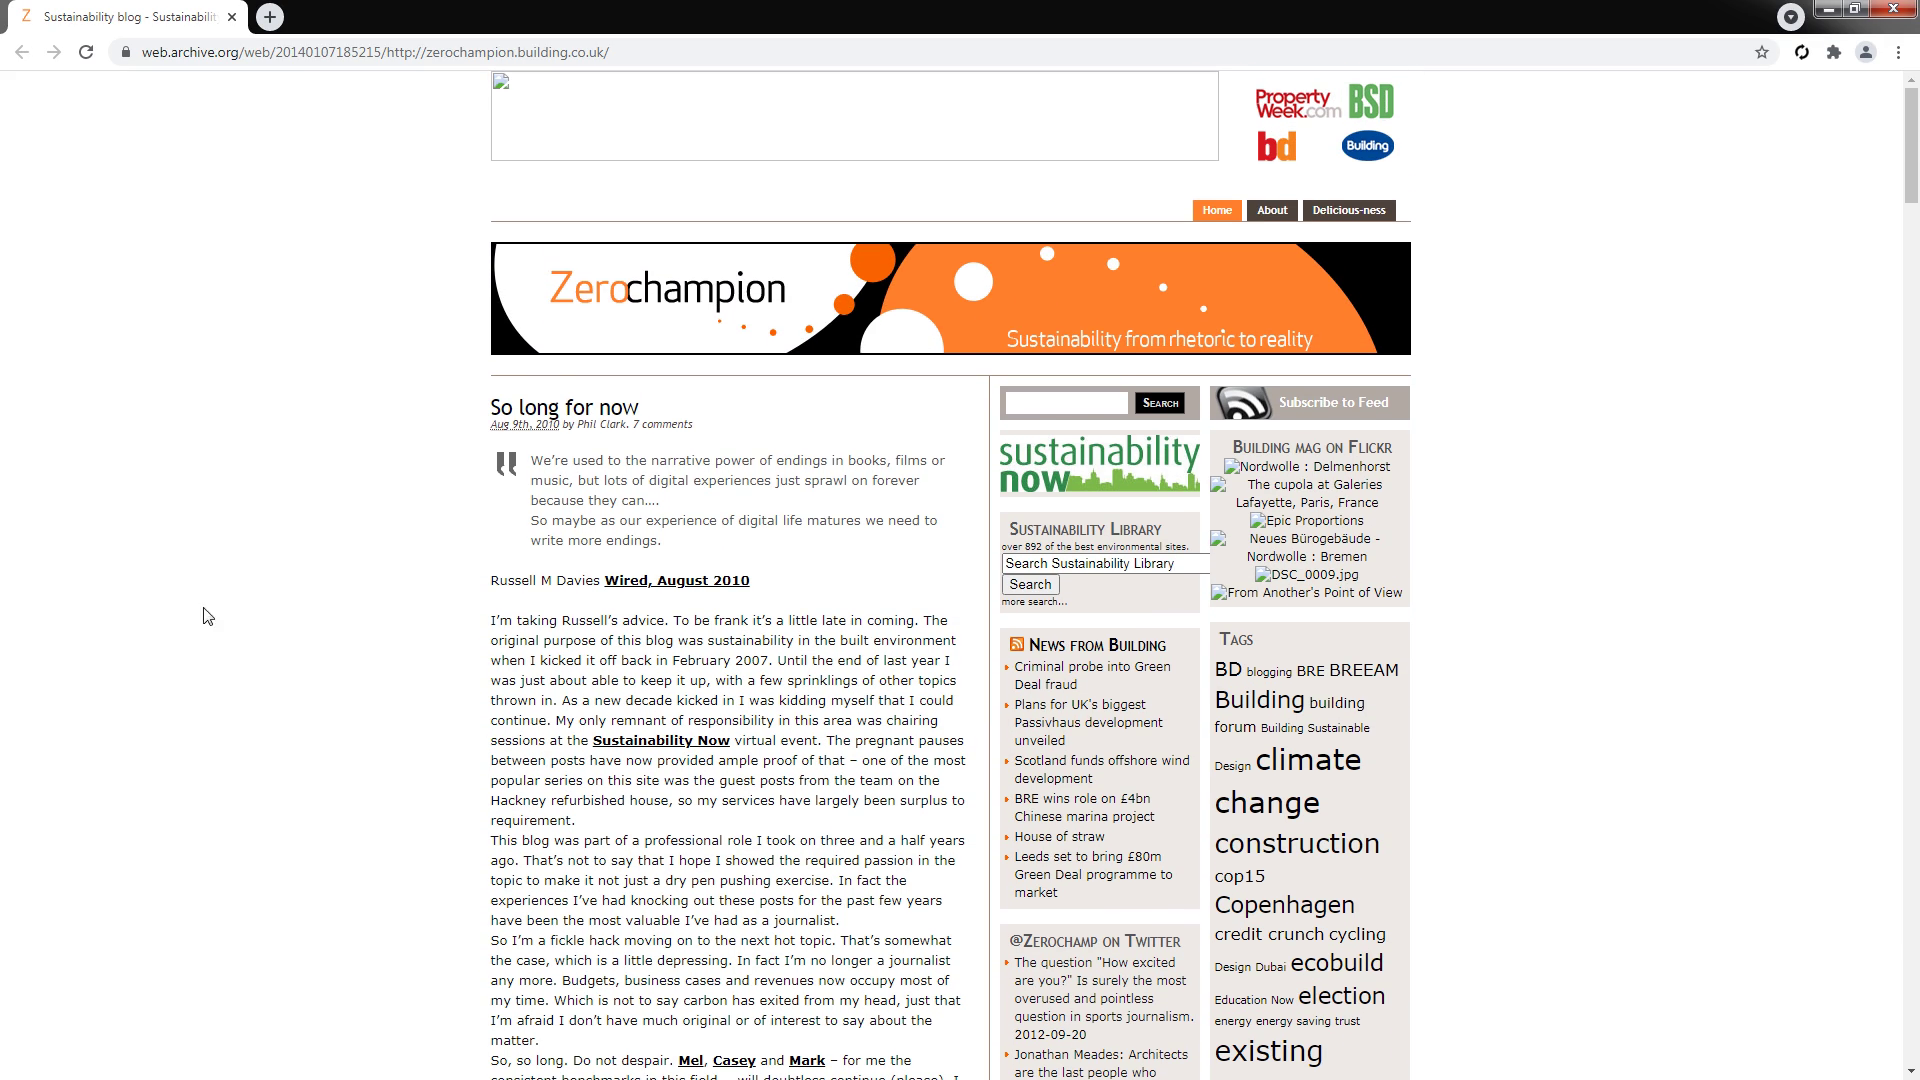 Sustainability blog - Sustainabilit
web.archive.org/web/20140107185215/http://zerochampion.building.co.uk/
PropertyWeek.com
BSD
bd
Building
Home
About
Delicious-ness
Zerochampion
Sustainability from rhetoric to reality
So long for now
Aug 9th, 2010 by Phil Clark. 7 comments
We’re used to the narrative power of endings in books, films or
music, but lots of digital experiences just sprawl on forever
because they can....
So maybe as our experience of digital life matures we need to
write more endings.
Russell M Davies Wired, August 2010
I’m taking Russell’s advice. To be frank it’s a little late in coming. The
original purpose of this blog was sustainability in the built environment
when I kicked it off back in February 2007. Until the end of last year I
was just about able to keep it up, with a few sprinklings of other topics
thrown in. As a new decade kicked in I was kidding myself that I could
continue. My only remnant of responsibility in this area was chairing
sessions at the Sustainability Now virtual event. The pregnant pauses
between posts have now provided ample proof of that – one of the most
popular series on this site was the guest posts from the team on the
Hackney refurbished house, so my services have largely been surplus to
requirement.
This blog was part of a professional role I took on three and a half years
ago. That’s not to say that I hope I showed the required passion in the
topic to make it not just a dry pen pushing exercise. In fact the
experiences I’ve had knocking out these posts for the past few years
have been the most valuable I’ve had as a journalist.
So I’m a fickle hack moving on to the next hot topic. That’s somewhat
the case, which is a little depressing. In fact I’m no longer a journalist
any more. Budgets, business cases and revenues now occupy most of
my time. Which is not to say carbon has exited from my head, just that
I’m afraid I don’t have much original or of interest to say about the
matter.
So, so long. Do not despair. Mel, Casey and Mark – for me the
consistent benchmarks in this field – will doubtless continue (please). I
Search
sustainability
now
Sustainability Library
over 892 of the best environmental sites.
Search Sustainability Library
Search
more search...
News from Building
Criminal probe into Green
Deal fraud
Plans for UK's biggest
Passivhaus development
unveiled
Scotland funds offshore wind
development
BRE wins role on £4bn
Chinese marina project
House of straw
Leeds set to bring £80m
Green Deal programme to
market
@Zerochamp on Twitter
The question "How excited
are you?" Is surely the most
overused and pointless
question in sports journalism.
2012-09-20
Jonathan Meades: Architects
are the last people who
Subscribe to Feed
Building mag on Flickr
Nordwolle : Delmenhorst
The cupola at Galeries
Lafayette, Paris, France
Epic Proportions
Neues Bürogebäude -
Nordwolle : Bremen
DSC_0009.jpg
From Another's Point of View
Tags
BD blogging BRE BREEAM
Building building
forum Building Sustainable
Design climate
change
construction
cop15
Copenhagen
credit crunch cycling
Design Dubai ecobuild
Education Now election
energy energy saving trust
existing